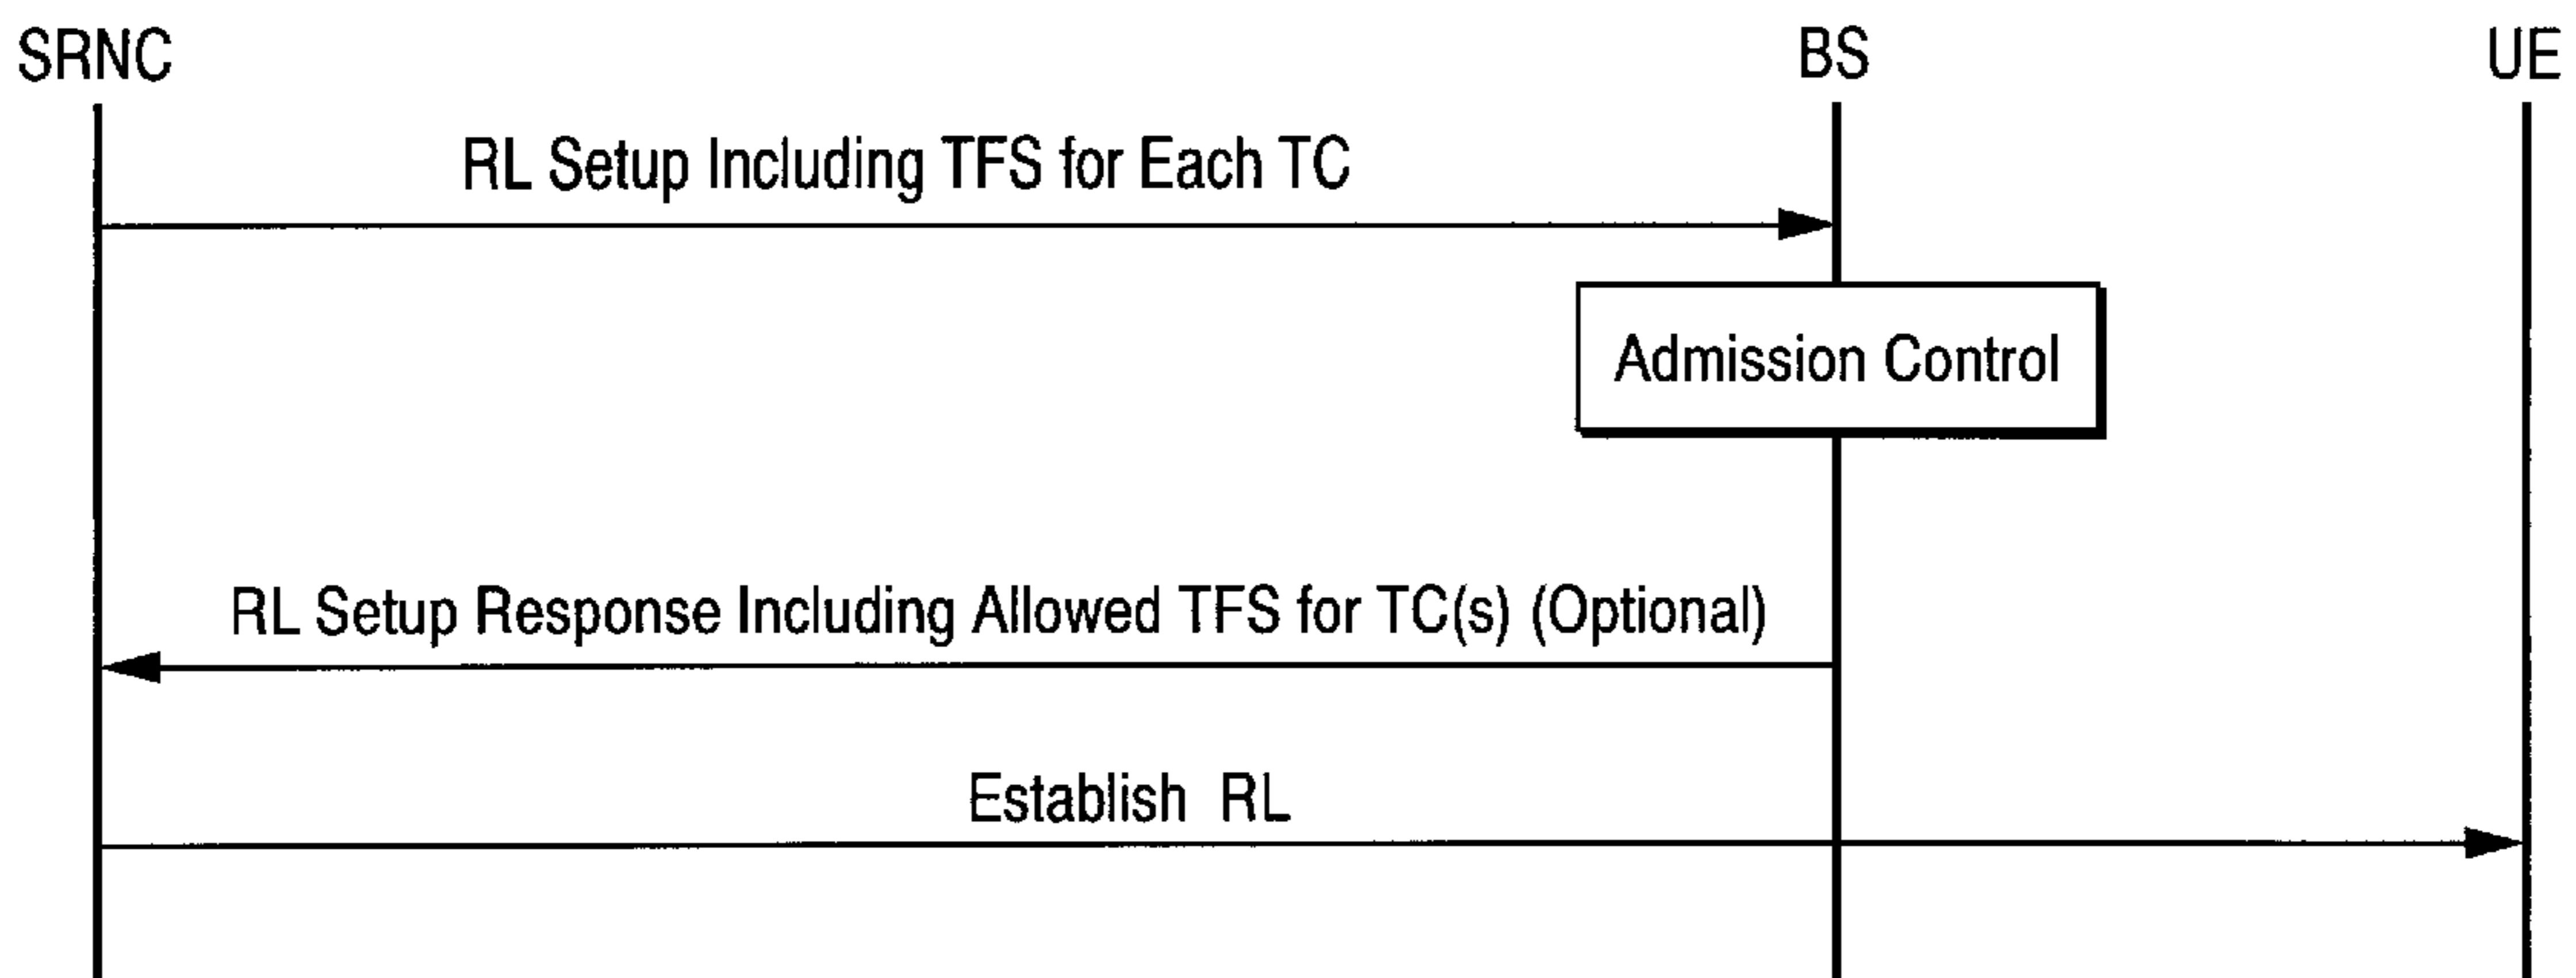 SRNC
BS
UE
RL Setup Including TFS for Each TC
Admission Control
RL Setup Response Including Allowed TFS for TC(s) (Optional)
Establish RL